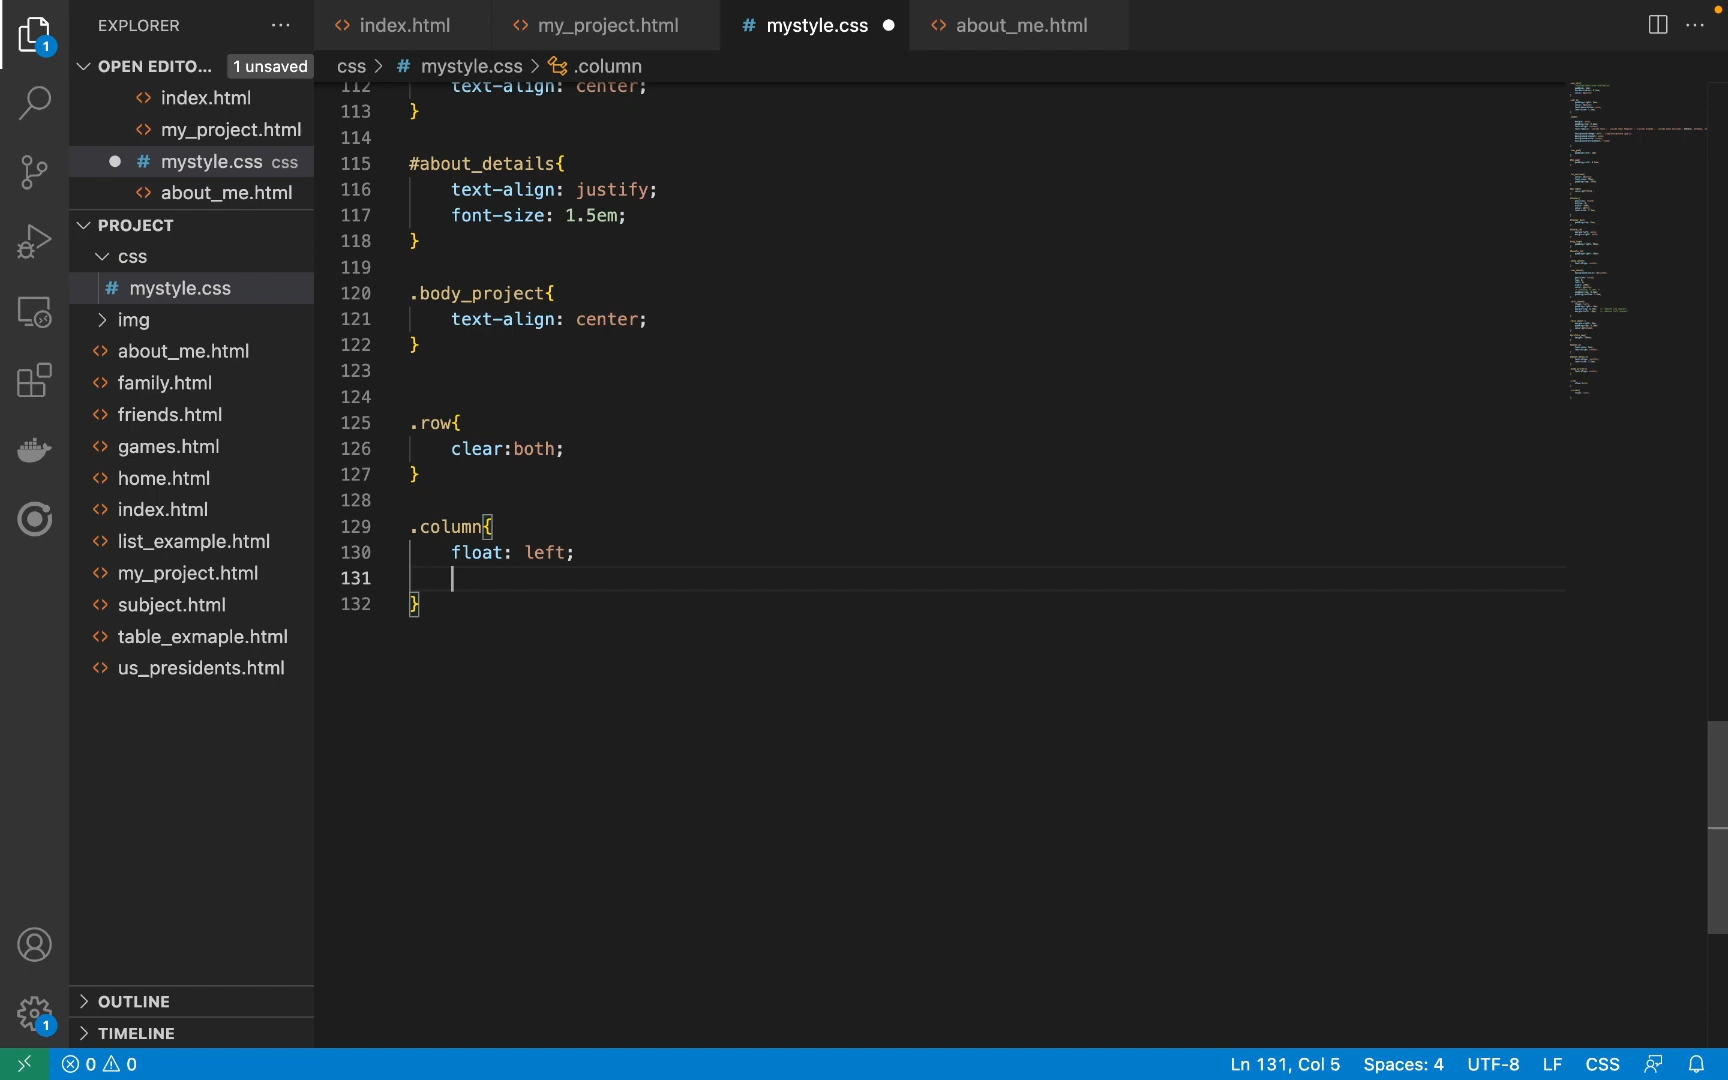 EXPLORER
index.html
my_project.html
mystyle.css
about_me.html
1
OPEN EDITO...
1 unsaved
index.html
my_project.html
mystyle.css css
about_me.html
PROJECT
css
mystyle.css
img
about_me.html
family.html
friends.html
games.html
home.html
index.html
list_example.html
my_project.html
subject.html
table_exmaple.html
us_presidents.html
OUTLINE
TIMELINE
1
css > # mystyle.css > .column
112 text-align: center;
113 }
114
115 #about_details{
116 text-align: justify;
117 font-size: 1.5em;
118 }
119
120 .body_project{
121 text-align: center;
122 }
123
124
125 .row{
126 clear:both;
127 }
128
129 .column{
130 float: left;
131
132 }
0 0
Ln 131, Col 5
Spaces: 4
UTF-8
LF
CSS